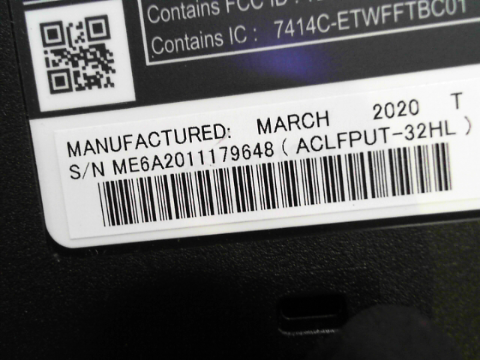 Contains FCC ID :
Contains IC : 7414C-ETWFFTBC01
MANUFACTURED: MARCH 2020 T
S/N ME6A2011179648 ( ACLFPUT-32HL )